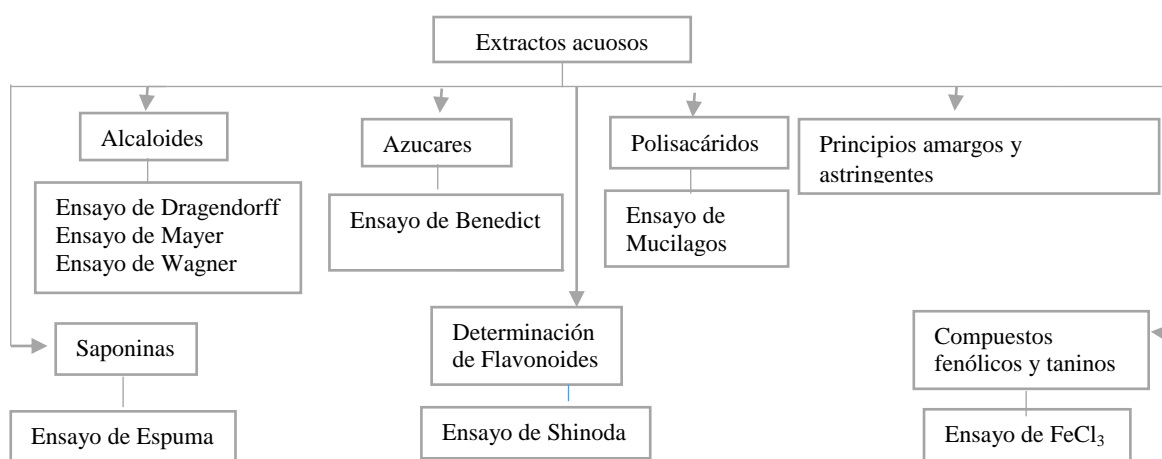 Extractos acuosos
Alcaloides
Azucares
Polisacáridos
Principios amargos y
astringentes
Ensayo de Dragendorff
Ensayo de Mayer
Ensayo de Wagner
Ensayo de Benedict
Ensayo de
Mucilagos
Saponinas
Determinación
de Flavonoides
Compuestos
fenólicos y taninos
Ensayo de Espuma
Ensayo de Shinoda
Ensayo de FeCl₃